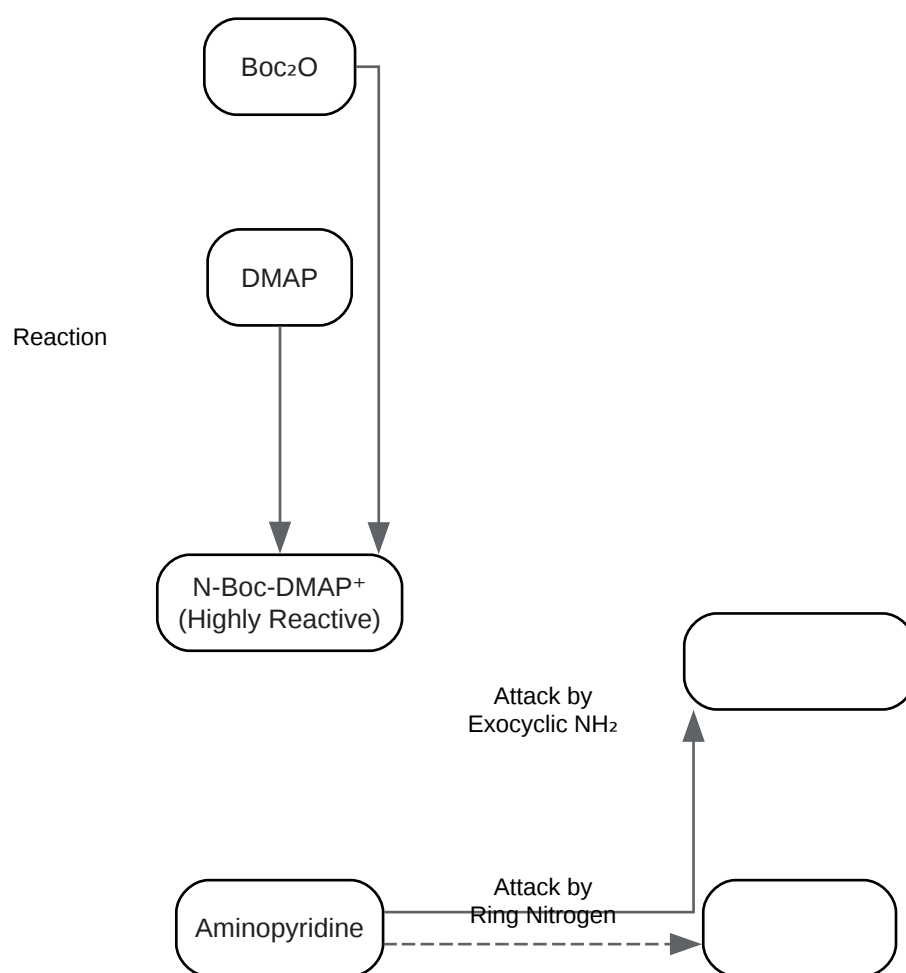 Boc₂O
DMAP
Reaction
N-Boc-DMAP⁺
(Highly Reactive)
Attack by
Exocyclic NH₂
Attack by
Ring Nitrogen
Aminopyridine